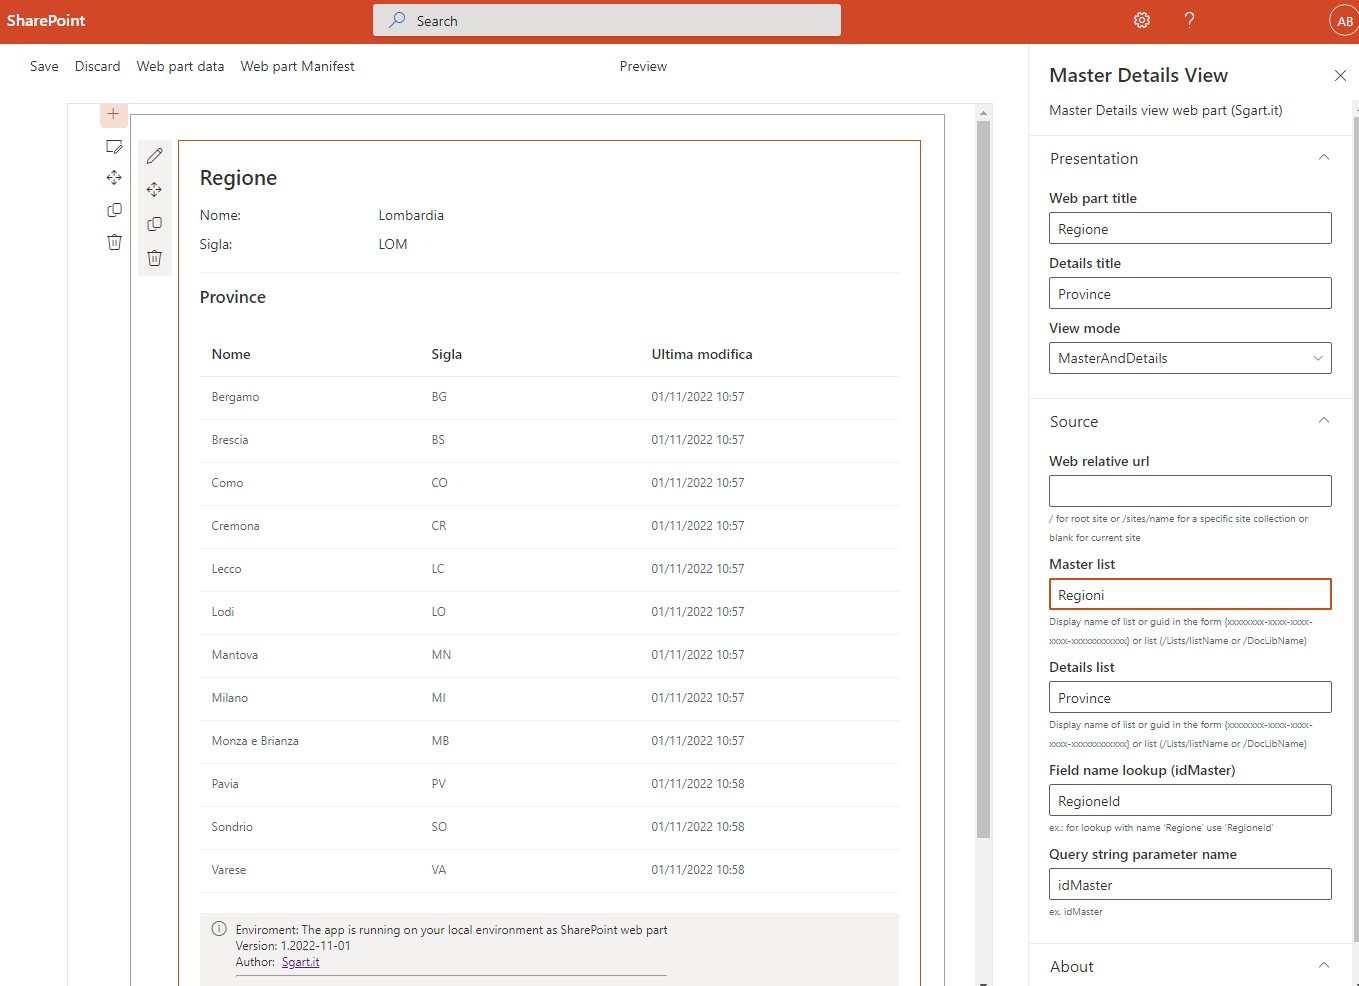 SharePoint
Search
AB
Save Discard Web part data Web part Manifest Preview
Regione
Nome: Lombardia
Sigla: LOM
Province
Nome Sigla Ultima modifica
Bergamo BG 01/11/2022 10:57
Brescia BS 01/11/2022 10:57
Como CO 01/11/2022 10:57
Cremona CR 01/11/2022 10:57
Lecco LC 01/11/2022 10:57
Lodi LO 01/11/2022 10:57
Mantova MN 01/11/2022 10:57
Milano MI 01/11/2022 10:57
Monza e Brianza MB 01/11/2022 10:57
Pavia PV 01/11/2022 10:58
Sondrio SO 01/11/2022 10:58
Varese VA 01/11/2022 10:58
Enviroment: The app is running on your local environment as SharePoint web part
Version: 1.2022-11-01
Author: Sgart.it
Master Details View
Master Details view web part (Sgart.it)
Presentation
Web part title
Regione
Details title
Province
View mode
MasterAndDetails
Source
Web relative url
/ for root site or /sites/name for a specific site collection or
blank for current site
Master list
Regioni
Display name of list or guid in the form {xxxxxxxx-xxxx-xxxx-
xxxx-xxxxxxxxxxxx} or list (/Lists/listName or /DocLibName)
Details list
Province
Display name of list or guid in the form {xxxxxxxx-xxxx-xxxx-
xxxx-xxxxxxxxxxxx} or list (/Lists/listName or /DocLibName)
Field name lookup (idMaster)
RegioneId
ex.: for lookup with name 'Regione' use 'RegioneId'
Query string parameter name
idMaster
ex. idMaster
About